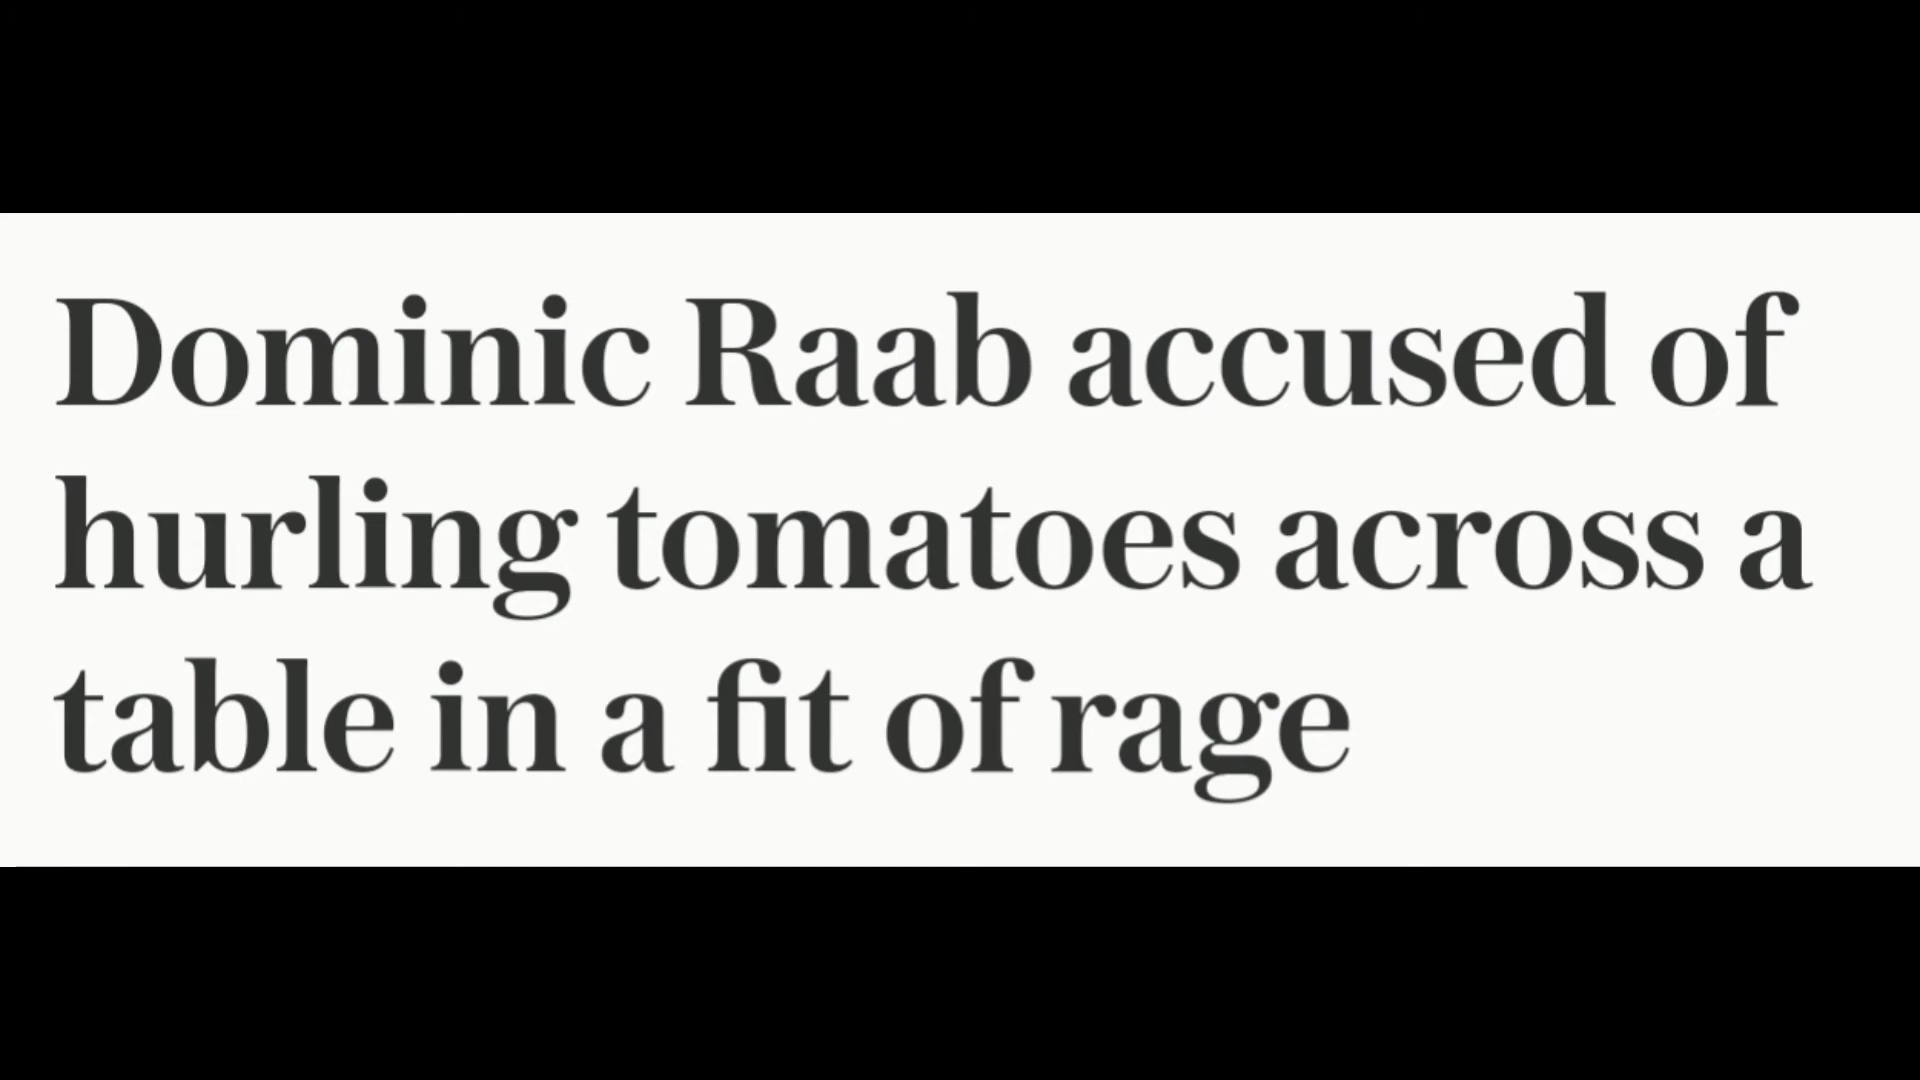 Dominic Raab accused of
hurling tomatoes across a
table in a fit of rage